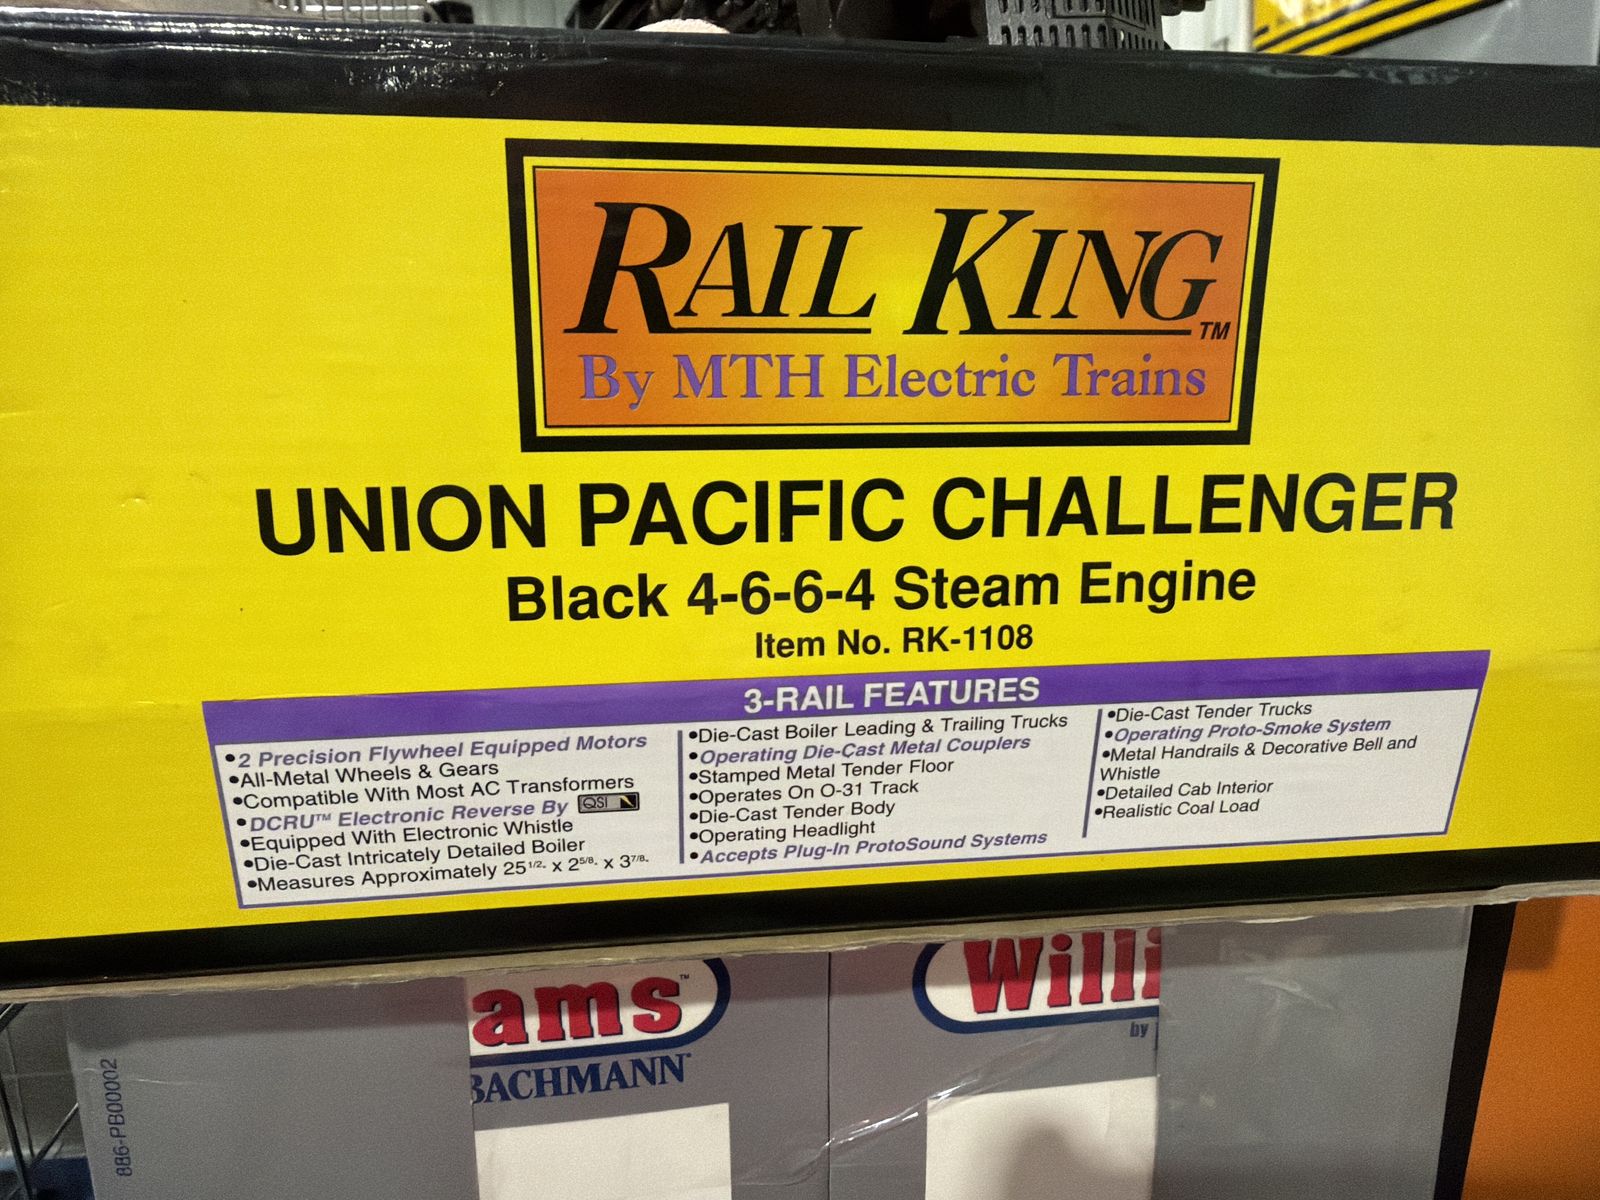 RAIL KING™
By MTH Electric Trains
UNION PACIFIC CHALLENGER
Black 4-6-6-4 Steam Engine
Item No. RK-1108
3-RAIL FEATURES
•2 Precision Flywheel Equipped Motors
•All-Metal Wheels & Gears
•Compatible With Most AC Transformers
•DCRU™ Electronic Reverse By QSI
•Equipped With Electronic Whistle
•Die-Cast Intricately Detailed Boiler
•Measures Approximately 25 1/2" x 2 5/8" x 3 7/8"
•Die-Cast Boiler Leading & Trailing Trucks
•Operating Die-Cast Metal Couplers
•Stamped Metal Tender Floor
•Operates On O-31 Track
•Die-Cast Tender Body
•Operating Headlight
•Accepts Plug-In ProtoSound Systems
•Die-Cast Tender Trucks
•Operating Proto-Smoke System
•Metal Handrails & Decorative Bell and
Whistle
•Detailed Cab Interior
•Realistic Coal Load
ams™
BACHMANN
Willi
by
886-PB00002